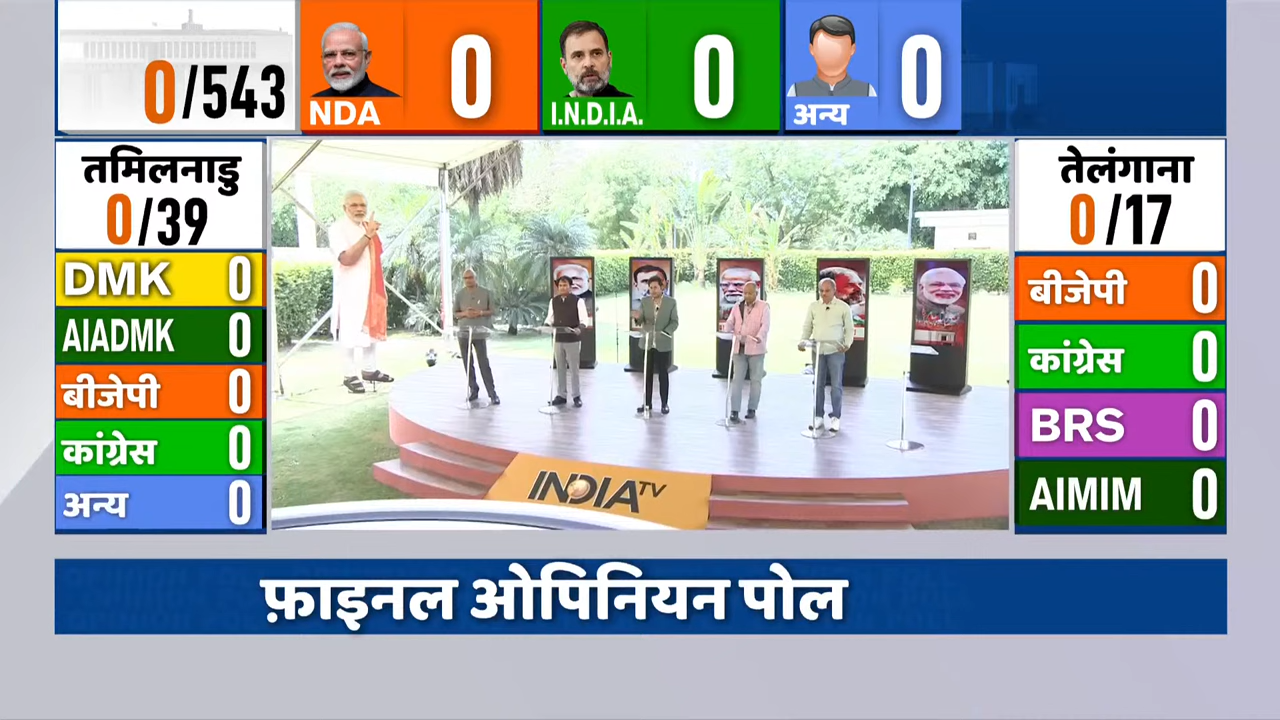 0/543
NDA 0
I.N.D.I.A. 0
अन्य 0
तमिलनाडु
0/39
DMK 0
AIADMK 0
बीजेपी 0
कांग्रेस 0
अन्य 0
INDIA TV
तेलंगाना
0/17
बीजेपी 0
कांग्रेस 0
BRS 0
AIMIM 0
फ़ाइनल ओपिनियन पोल